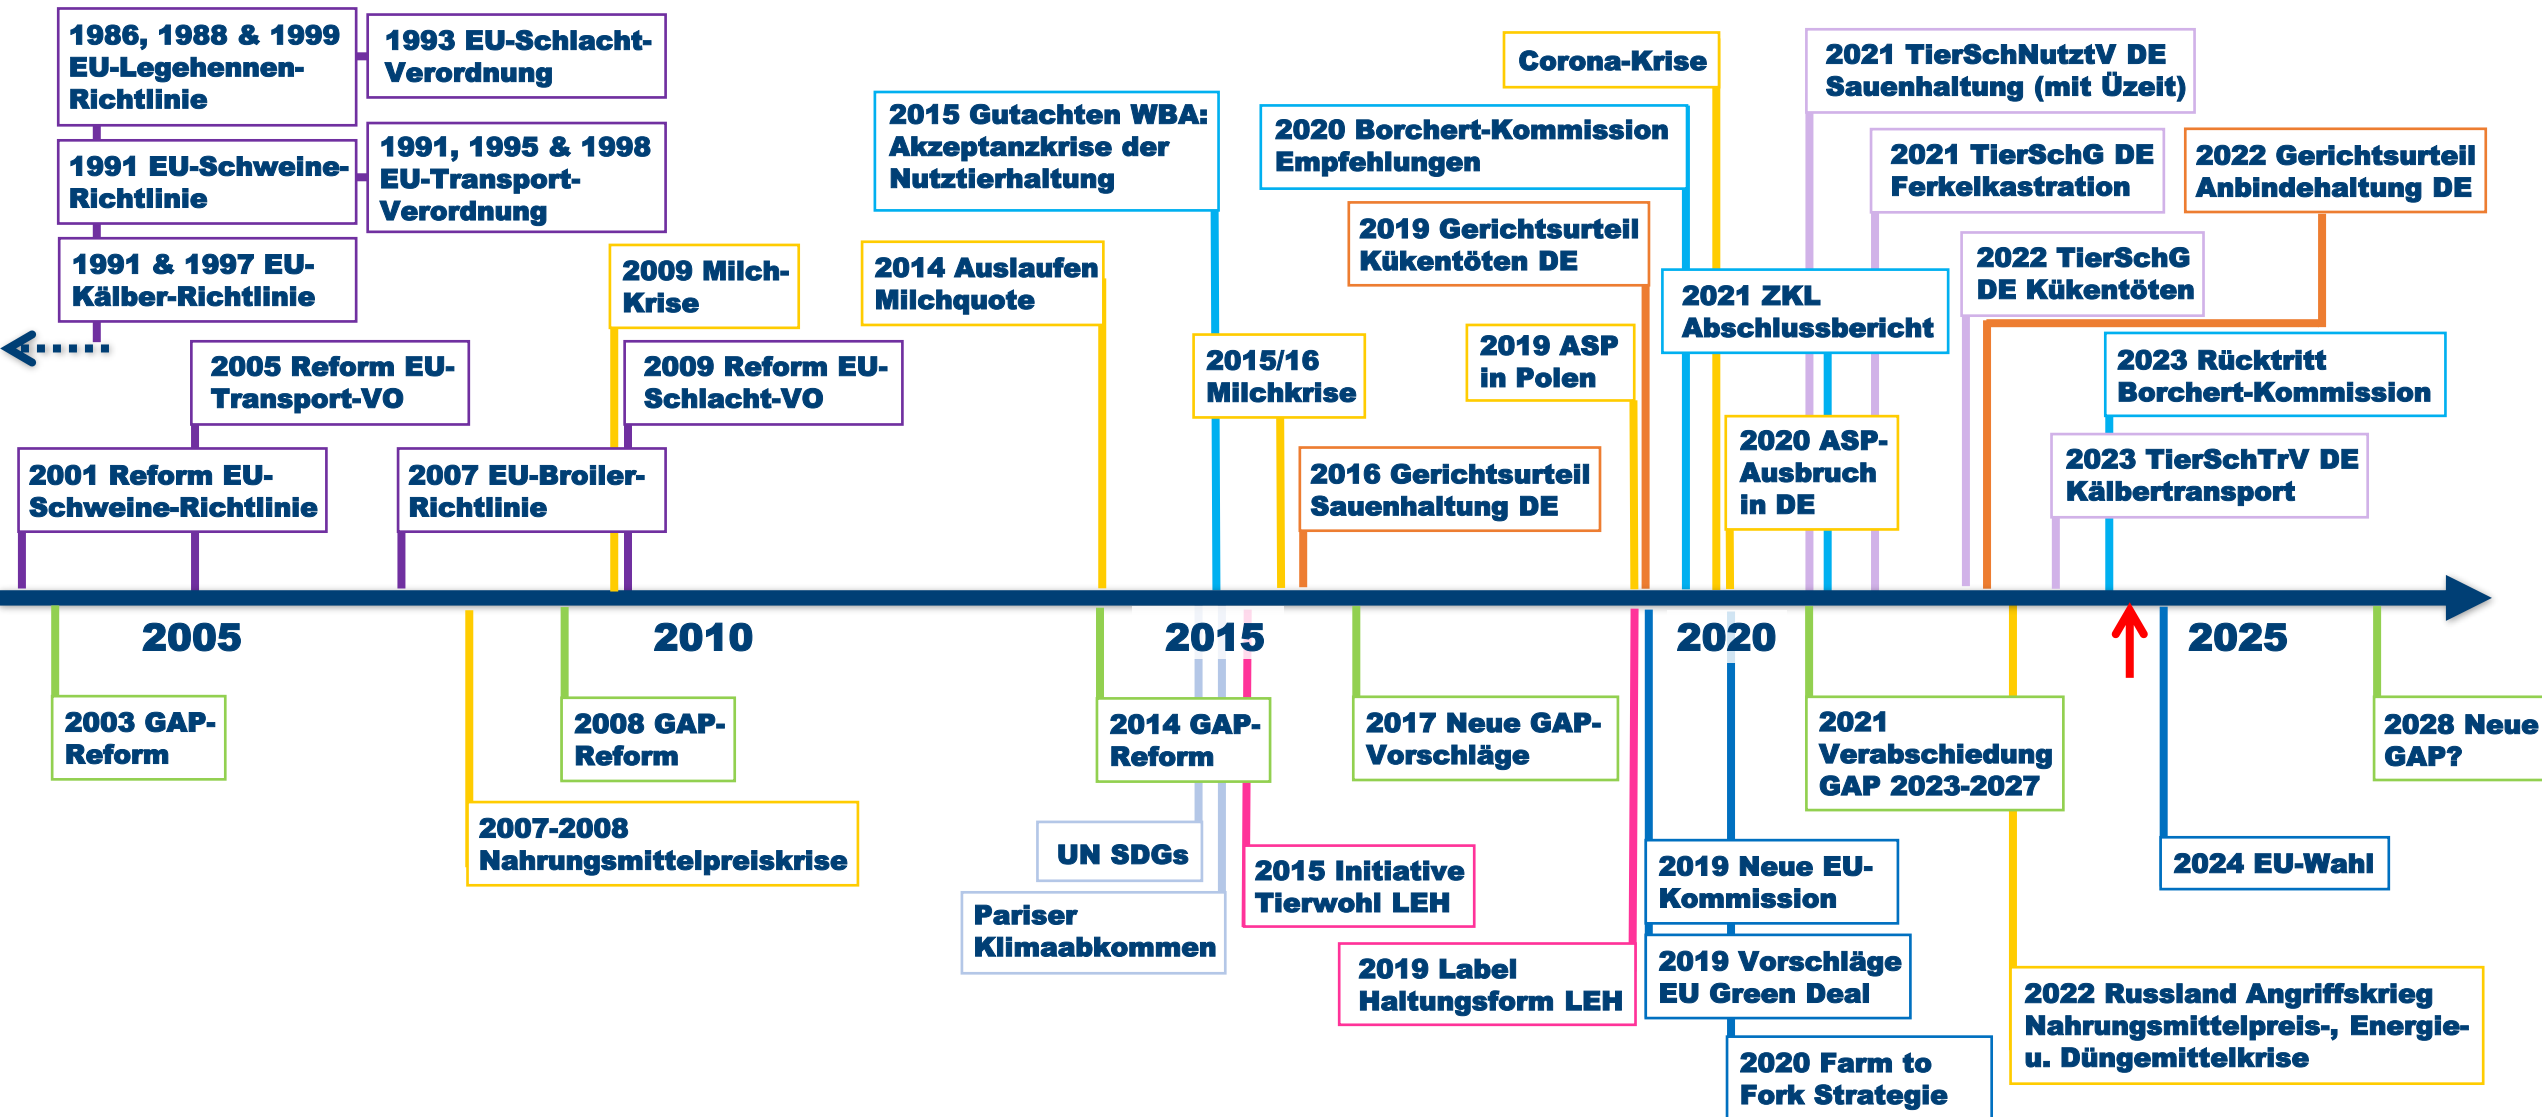 1986, 1988 & 1999
EU-Legehennen-
Richtlinie
1993 EU-Schlacht-
Verordnung
1991 EU-Schweine-
Richtlinie
1991, 1995 & 1998
EU-Transport-
Verordnung
1991 & 1997 EU-
Kälber-Richtlinie
2005 Reform EU-
Transport-VO
2001 Reform EU-
Schweine-Richtlinie
2009 Milch-
Krise
2009 Reform EU-
Schlacht-VO
2007 EU-Broiler-
Richtlinie
2015 Gutachten WBA:
Akzeptanzkrise der
Nutztierhaltung
2014 Auslaufen
Milchquote
2015/16
Milchkrise
Corona-Krise
2020 Borchert-Kommission
Empfehlungen
2019 Gerichtsurteil
Kükentöten DE
2019 ASP
in Polen
2016 Gerichtsurteil
Sauenhaltung DE
2021 ZKL
Abschlussbericht
2020 ASP-
Ausbruch
in DE
2021 TierSchNutztV DE
Sauenhaltung (mit Üzeit)
2021 TierSchG DE
Ferkelkastration
2022 Gerichtsurteil
Anbindehaltung DE
2022 TierSchG
DE Kükentöten
2023 Rücktritt
Borchert-Kommission
2023 TierSchTrV DE
Kälbertransport
2005
2010
2015
2020
2025
2003 GAP-
Reform
2008 GAP-
Reform
2007-2008
Nahrungsmittelpreiskrise
2014 GAP-
Reform
UN SDGs
Pariser
Klimaabkommen
2015 Initiative
Tierwohl LEH
2017 Neue GAP-
Vorschläge
2019 Label
Haltungsform LEH
2019 Neue EU-
Kommission
2019 Vorschläge
EU Green Deal
2020 Farm to
Fork Strategie
2021
Verabschiedung
GAP 2023-2027
2024 EU-Wahl
2022 Russland Angriffskrieg
Nahrungsmittelpreis-, Energie-
u. Düngemittelkrise
2028 Neue
GAP?